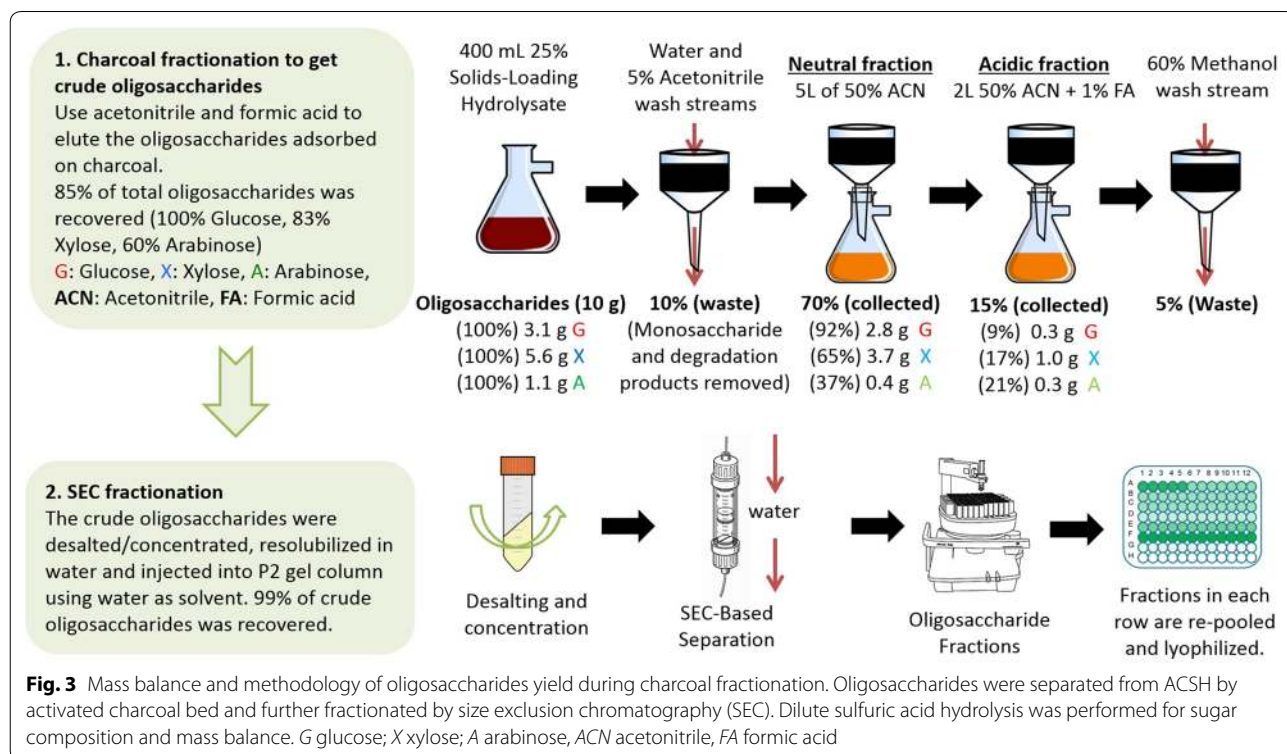 1. Charcoal fractionation to get
crude oligosaccharides
Use acetonitrile and formic acid to
elute the oligosaccharides adsorbed
on charcoal.
85% of total oligosaccharides was
recovered (100% Glucose, 83%
Xylose, 60% Arabinose)
G: Glucose, X: Xylose, A: Arabinose,
ACN: Acetonitrile, FA: Formic acid
400 mL 25%
Solids-Loading
Hydrolysate
Water and
5% Acetonitrile
wash streams
Neutral fraction
5L of 50% ACN
Acidic fraction
2L 50% ACN + 1% FA
60% Methanol
wash stream
Oligosaccharides (10 g)
(100%) 3.1 g G
(100%) 5.6 g X
(100%) 1.1 g A
10% (waste)
(Monosaccharide
and degradation
products removed)
70% (collected)
(92%) 2.8 g G
(65%) 3.7 g X
(37%) 0.4 g A
15% (collected)
(9%) 0.3 g G
(17%) 1.0 g X
(21%) 0.3 g A
5% (Waste)
2. SEC fractionation
The crude oligosaccharides were
desalted/concentrated, resolubilized in
water and injected into P2 gel column
using water as solvent. 99% of crude
oligosaccharides was recovered.
Desalting and
concentration
water
SEC-Based
Separation
Oligosaccharide
Fractions
1 2 3 4 5 6 7 8 9 10 11 12
A
B
C
D
E
F
G
H
Fractions in each
row are re-pooled
and lyophilized.
Fig. 3 Mass balance and methodology of oligosaccharides yield during charcoal fractionation. Oligosaccharides were separated from ACSH by
activated charcoal bed and further fractionated by size exclusion chromatography (SEC). Dilute sulfuric acid hydrolysis was performed for sugar
composition and mass balance. G glucose; X xylose; A arabinose, ACN acetonitrile, FA formic acid